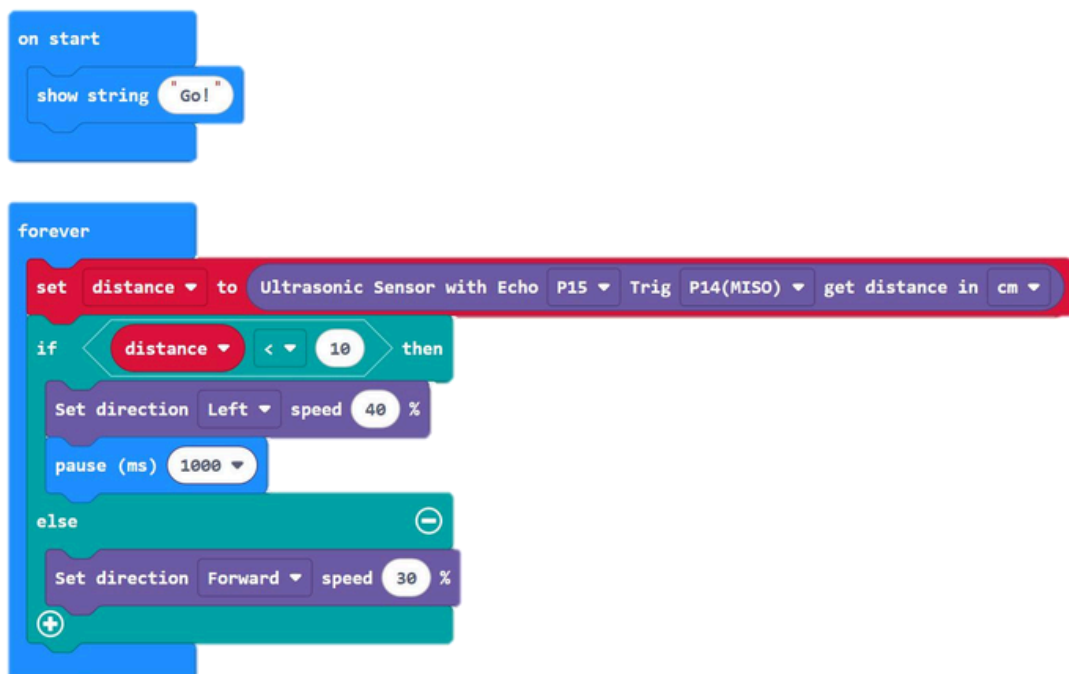 on start
show string "Go!"
forever
set distance to Ultrasonic Sensor with Echo P15 Trig P14(MISO) get distance in cm
if distance < 10 then
Set direction Left speed 40 %
pause (ms) 1000
else
Set direction Forward speed 30 %